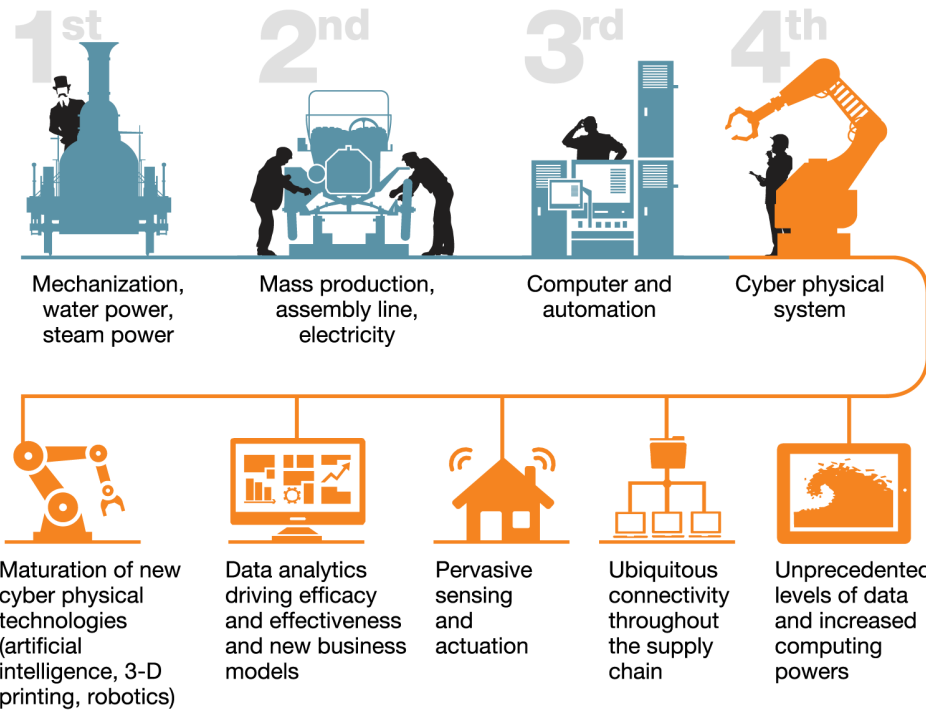 1st
2nd
3rd
4th
Mechanization,
water power,
steam power
Mass production,
assembly line,
electricity
Computer and
automation
Cyber physical
system
Maturation of new
cyber physical
technologies
(artificial
intelligence, 3-D
printing, robotics)
Data analytics
driving efficacy
and effectiveness
and new business
models
Pervasive
sensing
and
actuation
Ubiquitous
connectivity
throughout
the supply
chain
Unprecedented
levels of data
and increased
computing
powers